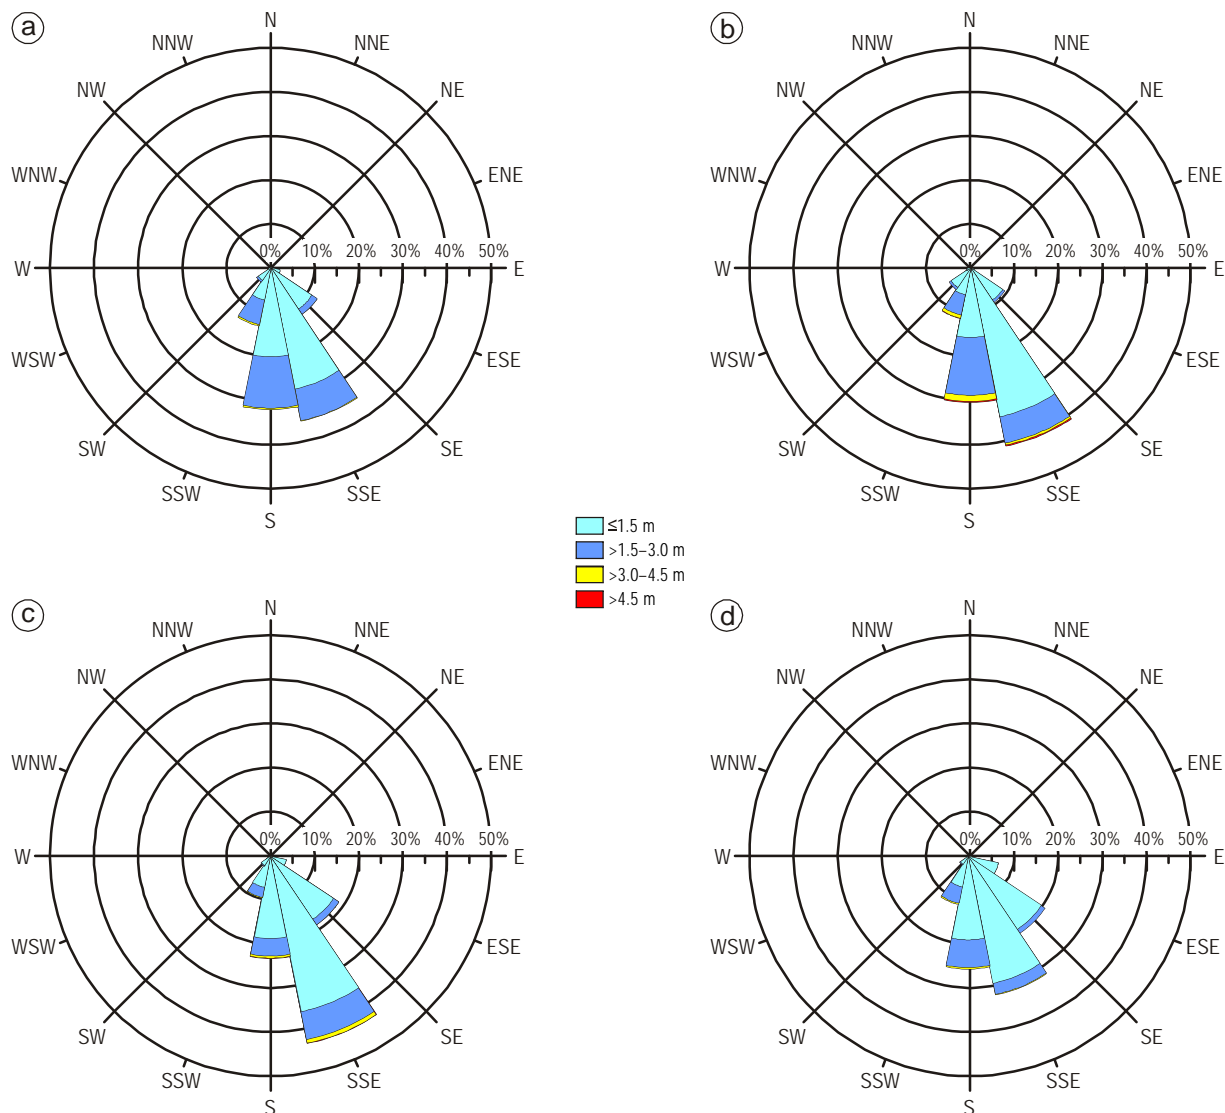 a
N
NNW
NNE
NW
NE
WNW
ENE
0% 10% 20% 30% 40% 50%
W
E
WSW
ESE
SW
SE
SSW
SSE
S
b
N
NNW
NNE
NW
NE
WNW
ENE
0% 10% 20% 30% 40% 50%
W
E
WSW
ESE
SW
SE
SSW
SSE
S
≤1.5 m
>1.5–3.0 m
>3.0–4.5 m
>4.5 m
c
N
NNW
NNE
NW
NE
WNW
ENE
0% 10% 20% 30% 40% 50%
W
E
WSW
ESE
SW
SE
SSW
SSE
S
d
N
NNW
NNE
NW
NE
WNW
ENE
0% 10% 20% 30% 40% 50%
W
E
WSW
ESE
SW
SE
SSW
SSE
S